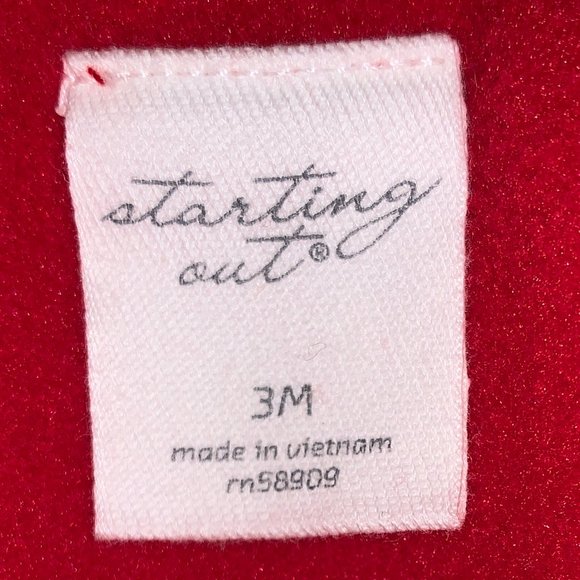 starting
out®
3M
made in vietnam
rn58909